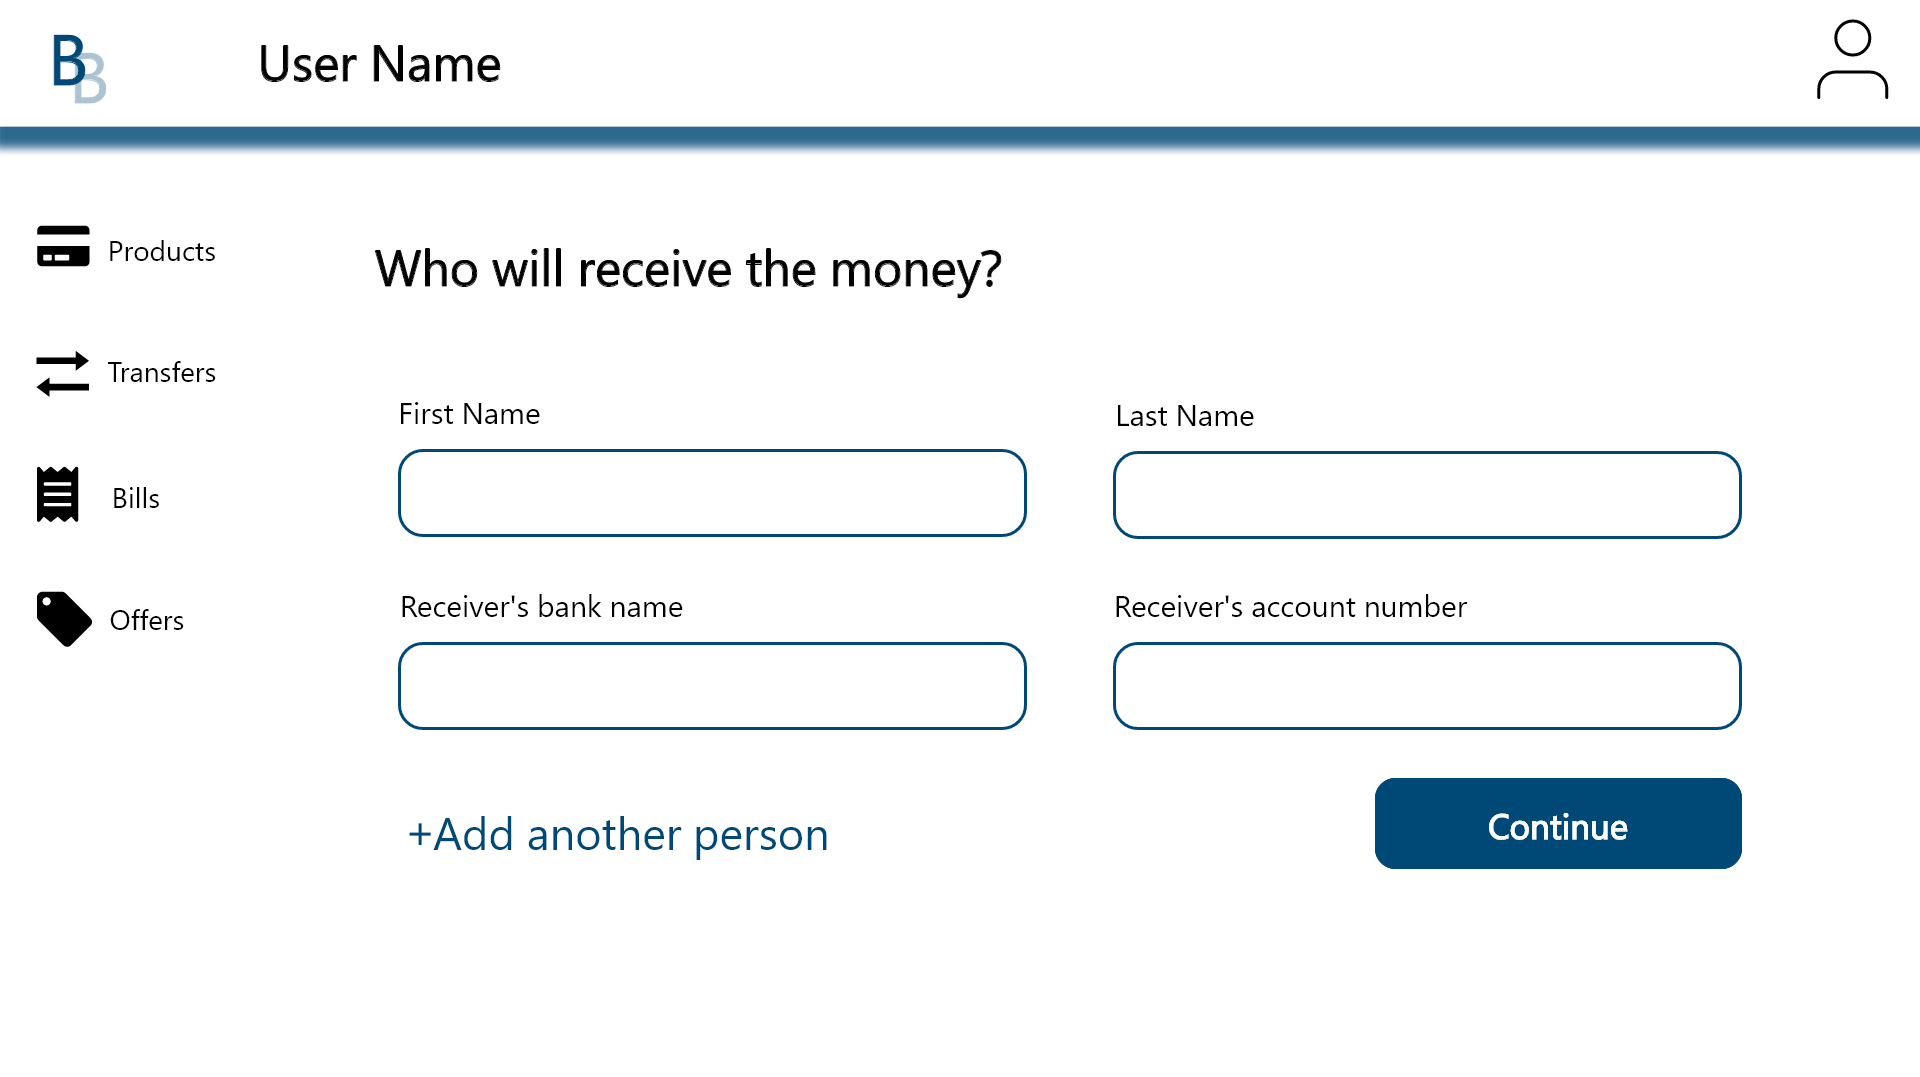 BB
User Name
Products
Transfers
Bills
Offers
Who will receive the money?
First Name
Last Name
Receiver's bank name
Receiver's account number
+Add another person
Continue